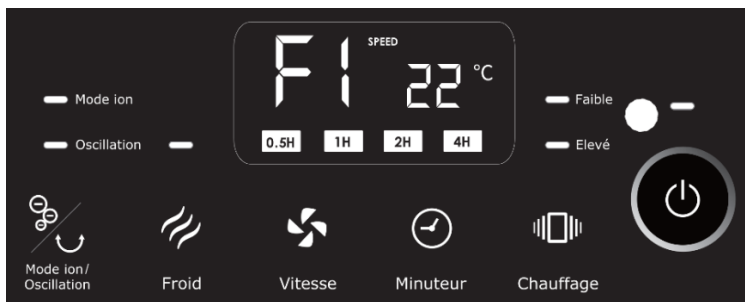 F1 SPEED 22 °C
Mode ion
Faible
Oscillation
0.5H 1H 2H 4H
Elevé
Mode ion/
Oscillation
Froid
Vitesse
Minuteur
Chauffage